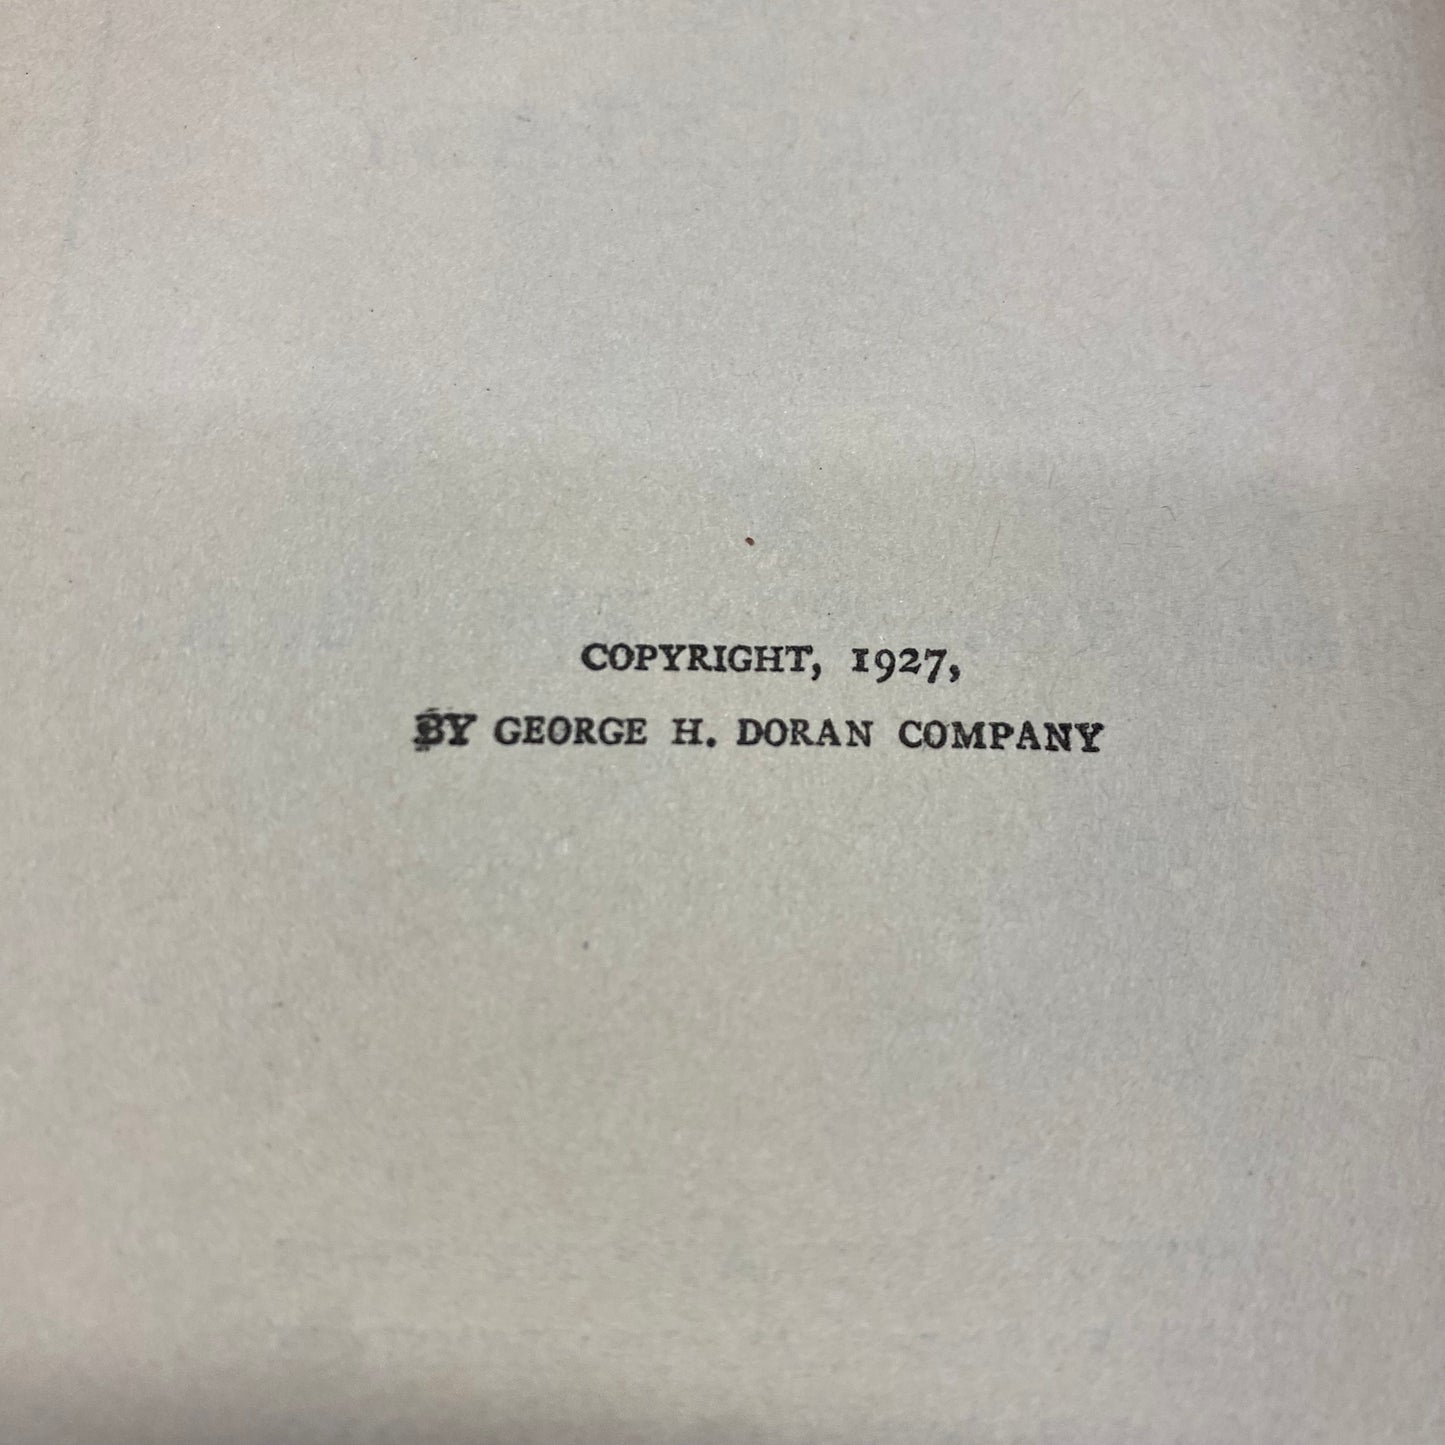 COPYRIGHT, 1927,
BY GEORGE H. DORAN COMPANY